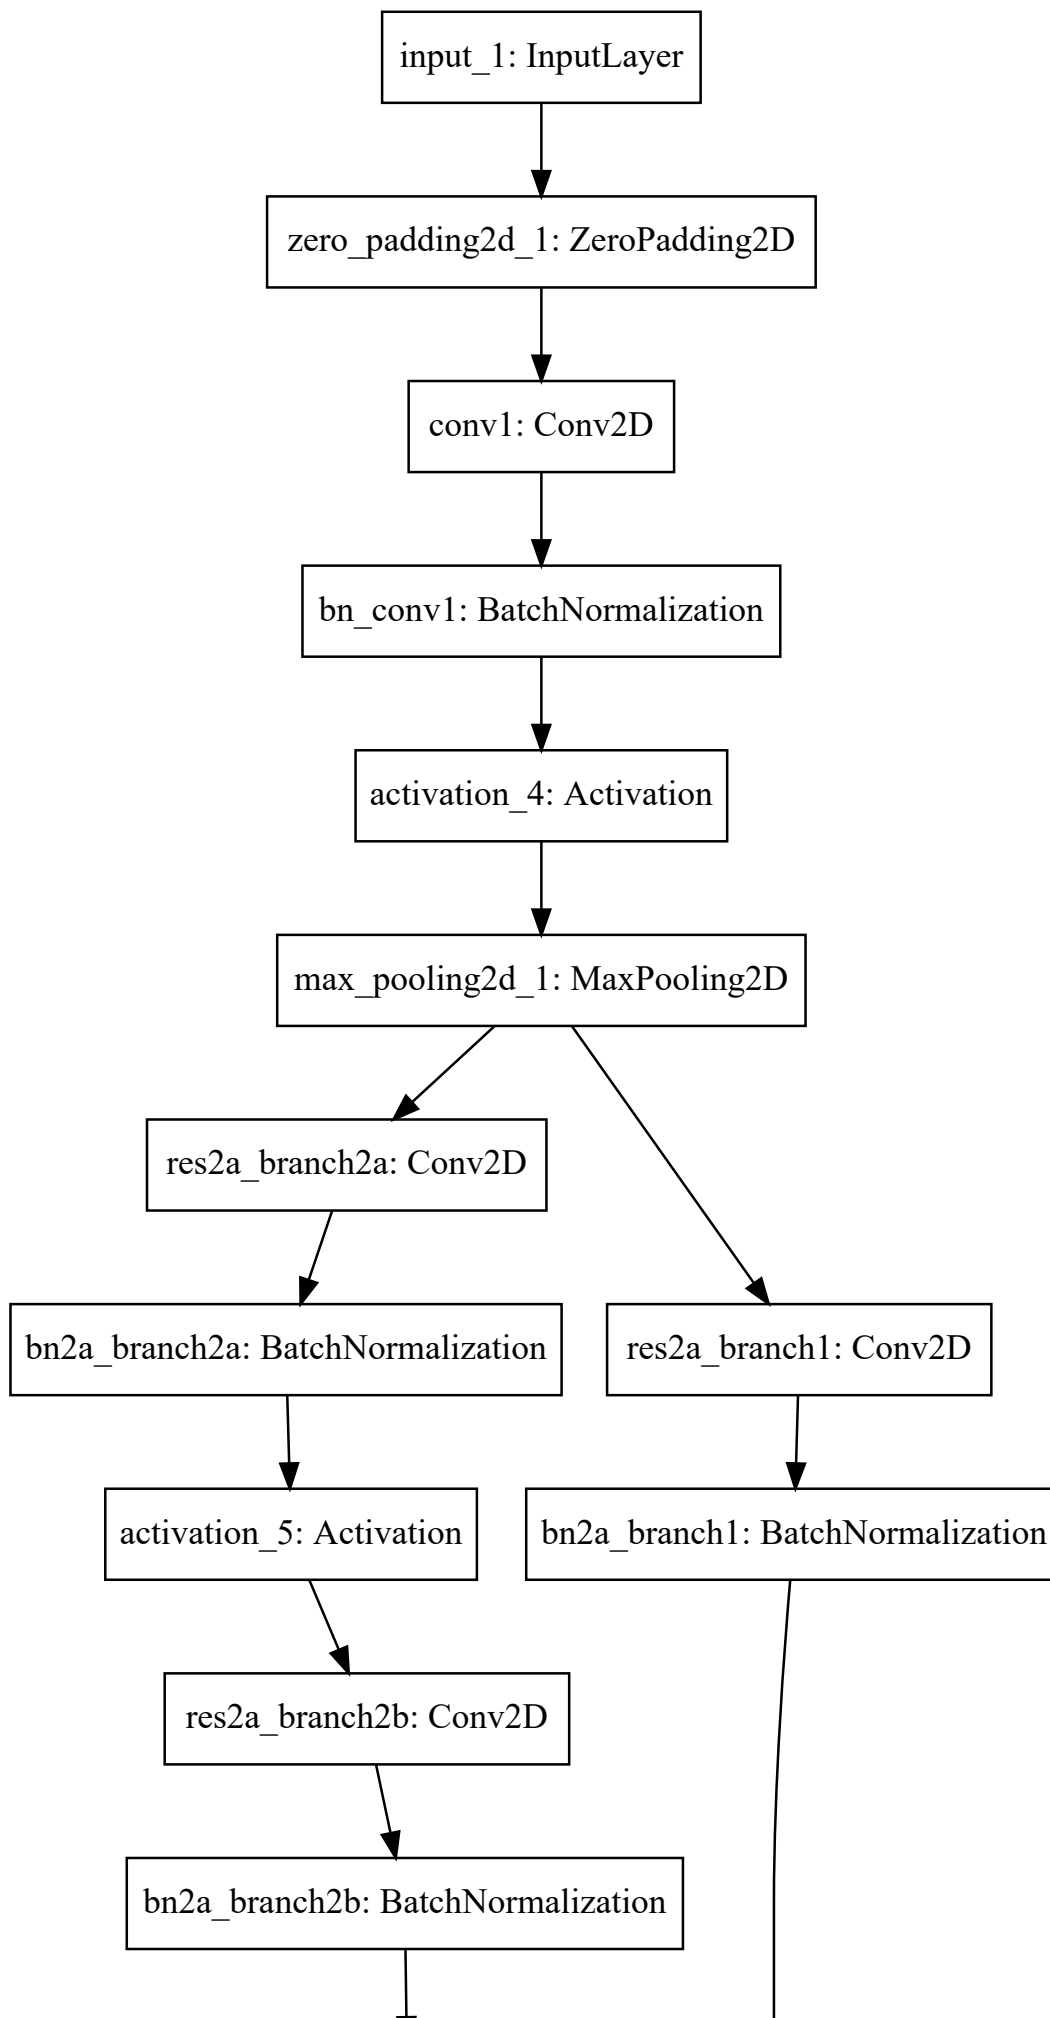 input_1: InputLayer
zero_padding2d_1: ZeroPadding2D
conv1: Conv2D
bn_conv1: BatchNormalization
activation_4: Activation
max_pooling2d_1: MaxPooling2D
res2a_branch2a: Conv2D
bn2a_branch2a: BatchNormalization
res2a_branch1: Conv2D
activation_5: Activation
bn2a_branch1: BatchNormalization
res2a_branch2b: Conv2D
bn2a_branch2b: BatchNormalization